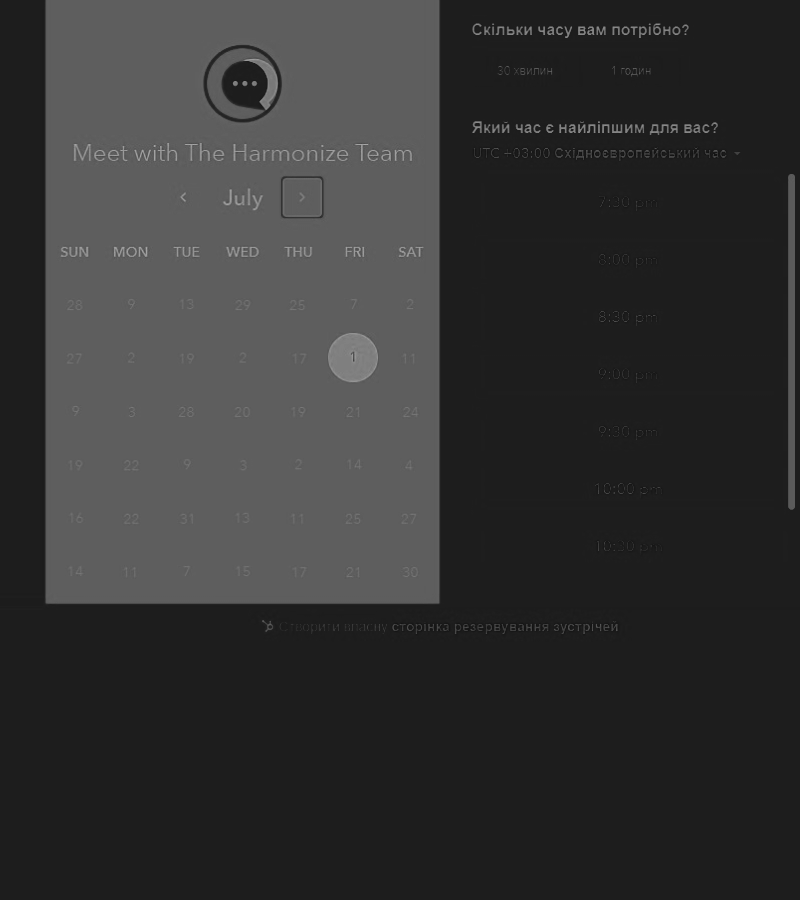 Meet with The Harmonize Team
July
SUN MON TUE WED THU FRI SAT
28 9 13 29 25 7 2
27 2 19 2 17 1 11
9 3 28 20 19 21 24
19 22 9 3 2 14 4
16 22 31 13 11 25 27
14 11 7 15 17 21 30
Скільки часу вам потрібно?
30 хвилин 1 годин
Який час є найліпшим для вас?
UTC +03:00 Східноєвропейський час
7:30 pm
8:00 pm
8:30 pm
9:00 pm
9:30 pm
10:00 pm
10:30 pm
Створити власну сторінка резервування зустрічей